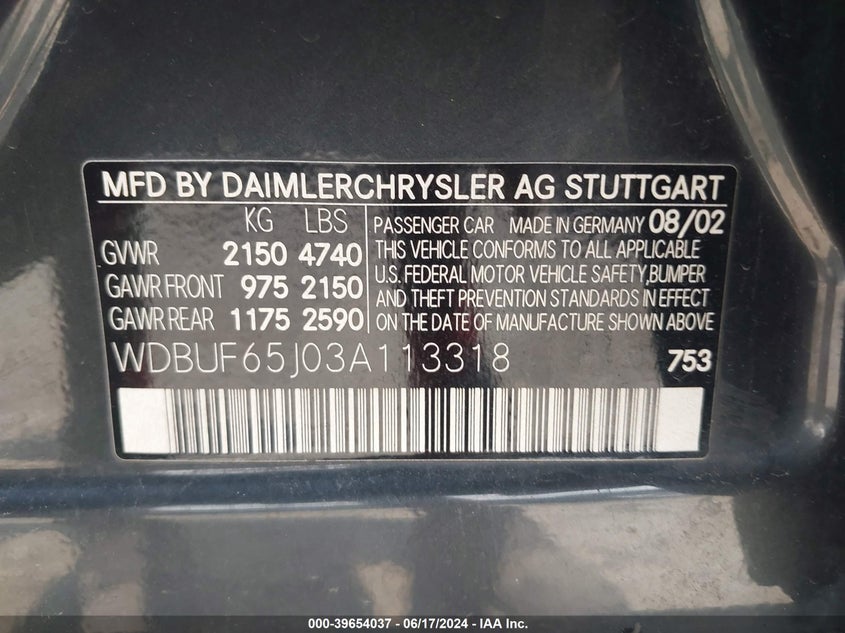 MFD BY DAIMLERCHRYSLER AG STUTTGART
KG LBS
GVWR 2150 4740
GAWR FRONT 975 2150
GAWR REAR 1175 2590
PASSENGER CAR MADE IN GERMANY 08/02
THIS VEHICLE CONFORMS TO ALL APPLICABLE
U.S. FEDERAL MOTOR VEHICLE SAFETY,BUMPER
AND THEFT PREVENTION STANDARDS IN EFFECT
ON THE DATE OF MANUFACTURE SHOWN ABOVE
WDBUF65J03A113318 753
000-39654037 - 06/17/2024 - IAA Inc.